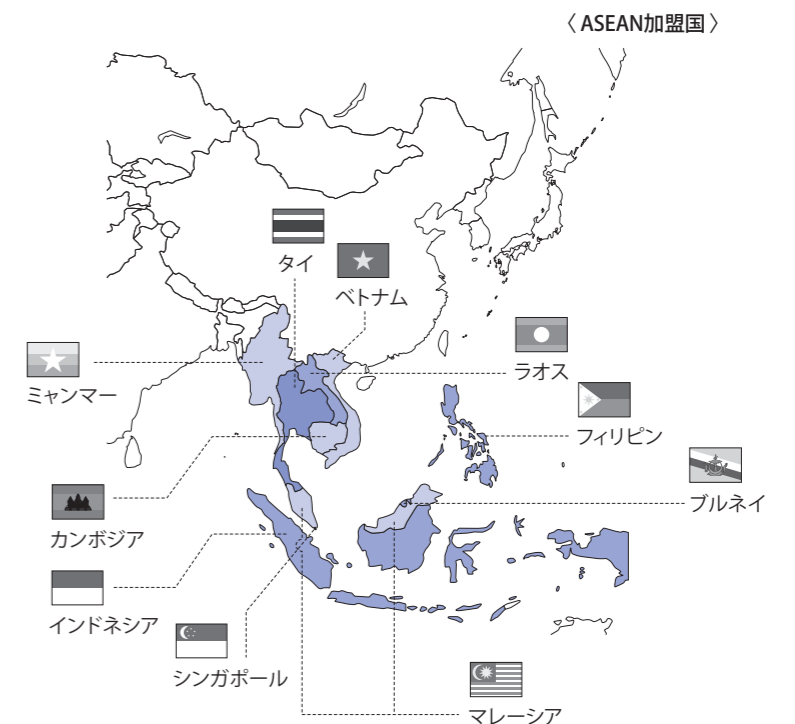 〈 ASEAN加盟国 〉
タイ
ベトナム
ラオス
ミャンマー
フィリピン
ブルネイ
カンボジア
インドネシア
シンガポール
マレーシア